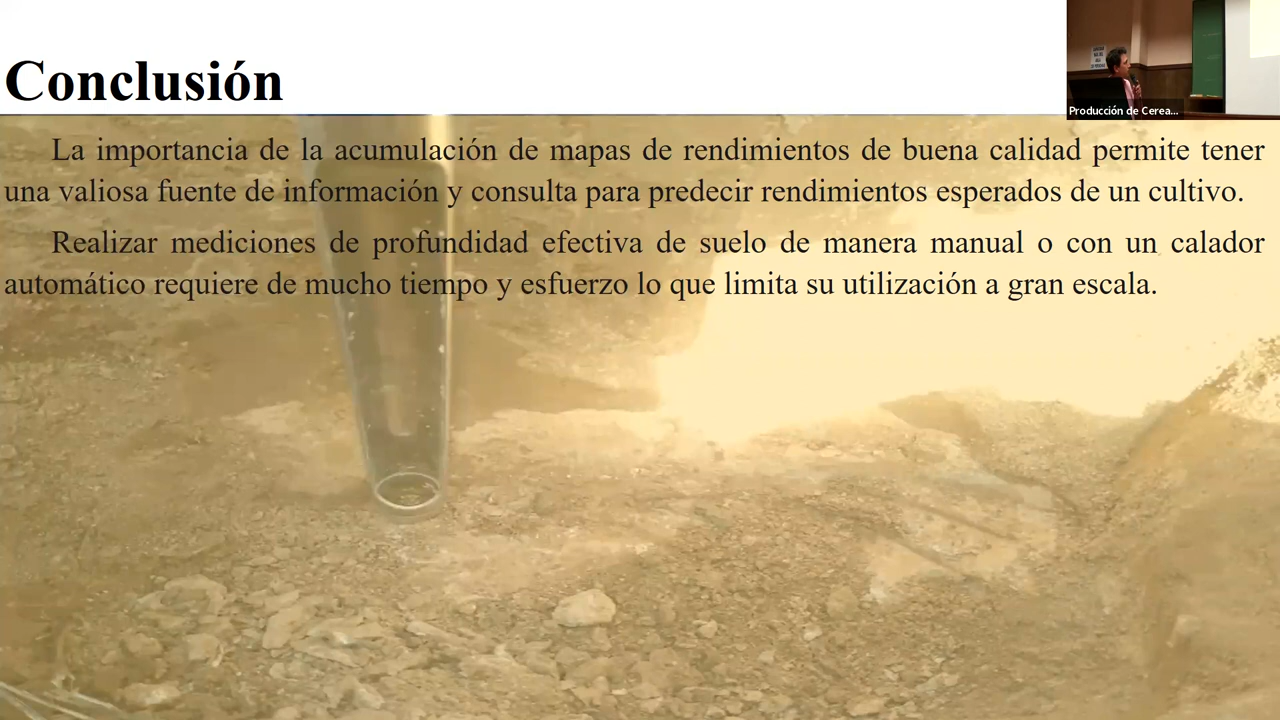 Conclusión
La importancia de la acumulación de mapas de rendimientos de buena calidad permite tener
una valiosa fuente de información y consulta para predecir rendimientos esperados de un cultivo.
Realizar mediciones de profundidad efectiva de suelo de manera manual o con un calador
automático requiere de mucho tiempo y esfuerzo lo que limita su utilización a gran escala.
Producción de Cerea...